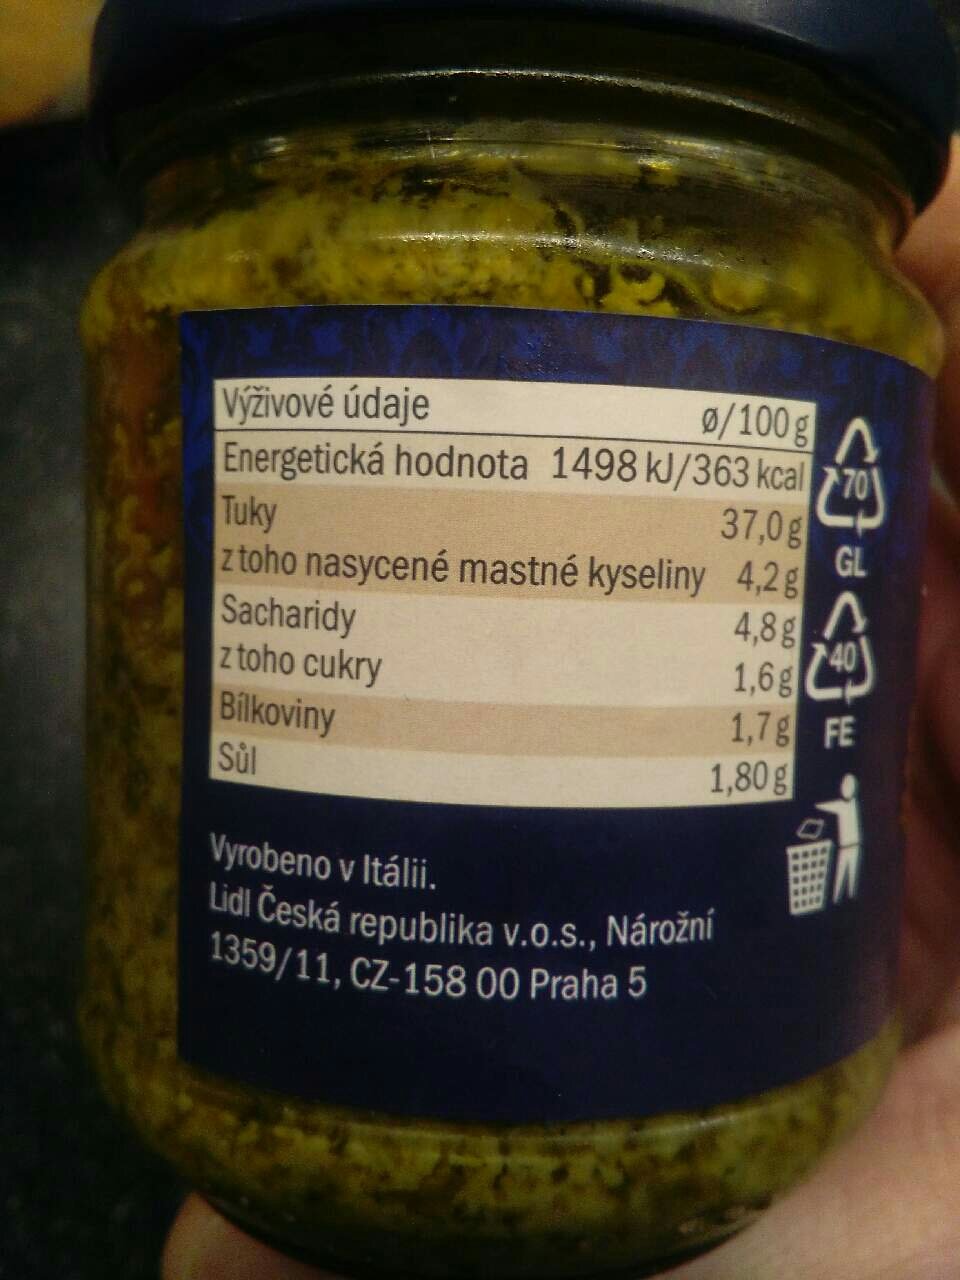 Výživové údaje ø/100 g
Energetická hodnota 1498 kJ/363 kcal
Tuky 37,0 g
z toho nasycené mastné kyseliny 4,2 g
Sacharidy 4,8 g
z toho cukry 1,6 g
Bílkoviny 1,7 g
Sůl 1,80 g
70
GL
40
FE
Vyrobeno v Itálii.
Lidl Česká republika v.o.s., Nárožní
1359/11, CZ-158 00 Praha 5